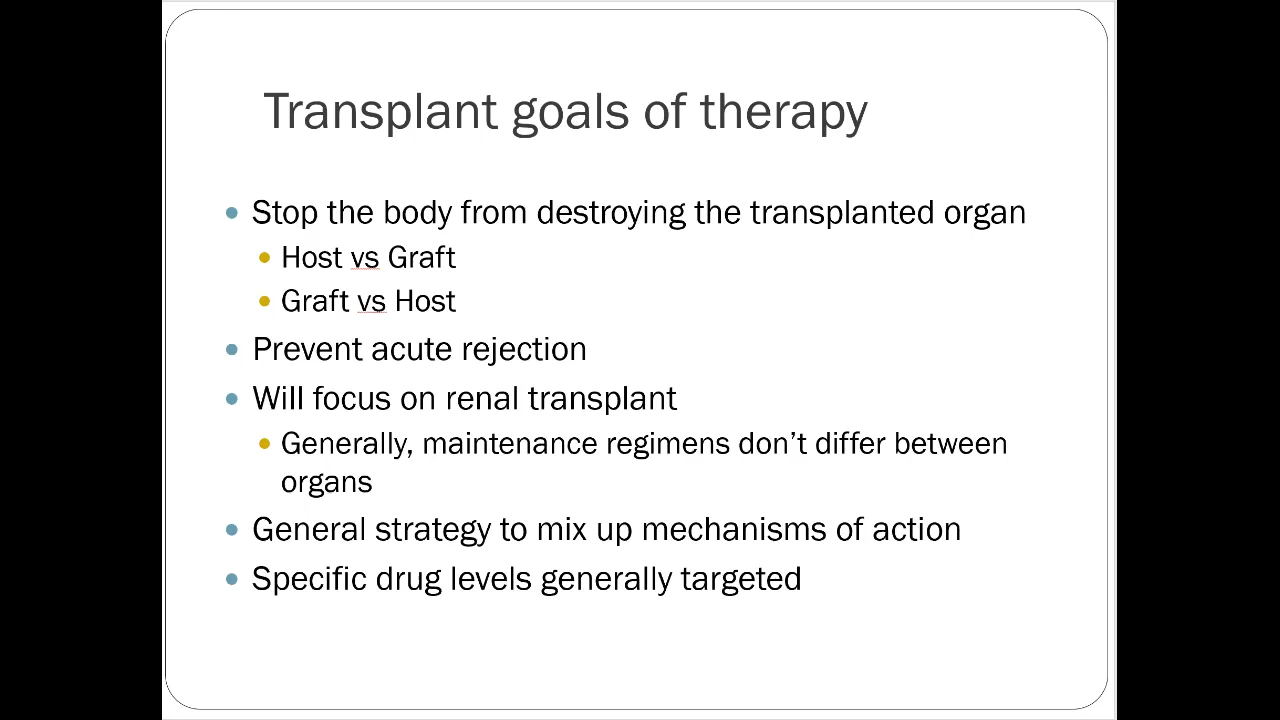 Transplant goals of therapy
• Stop the body from destroying the transplanted organ
• Host vs Graft
• Graft vs Host
• Prevent acute rejection
• Will focus on renal transplant
• Generally, maintenance regimens don’t differ between
organs
• General strategy to mix up mechanisms of action
• Specific drug levels generally targeted